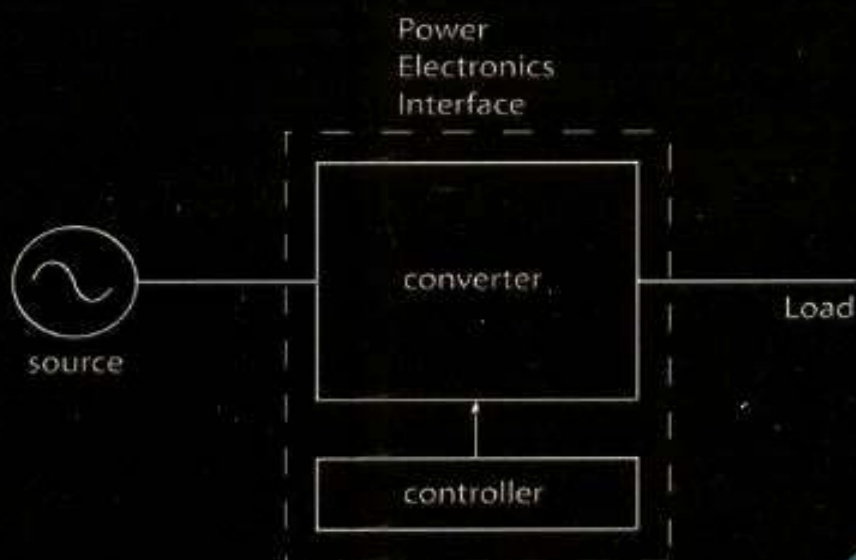 Power
Electronics
Interface
converter
Load
source
controller